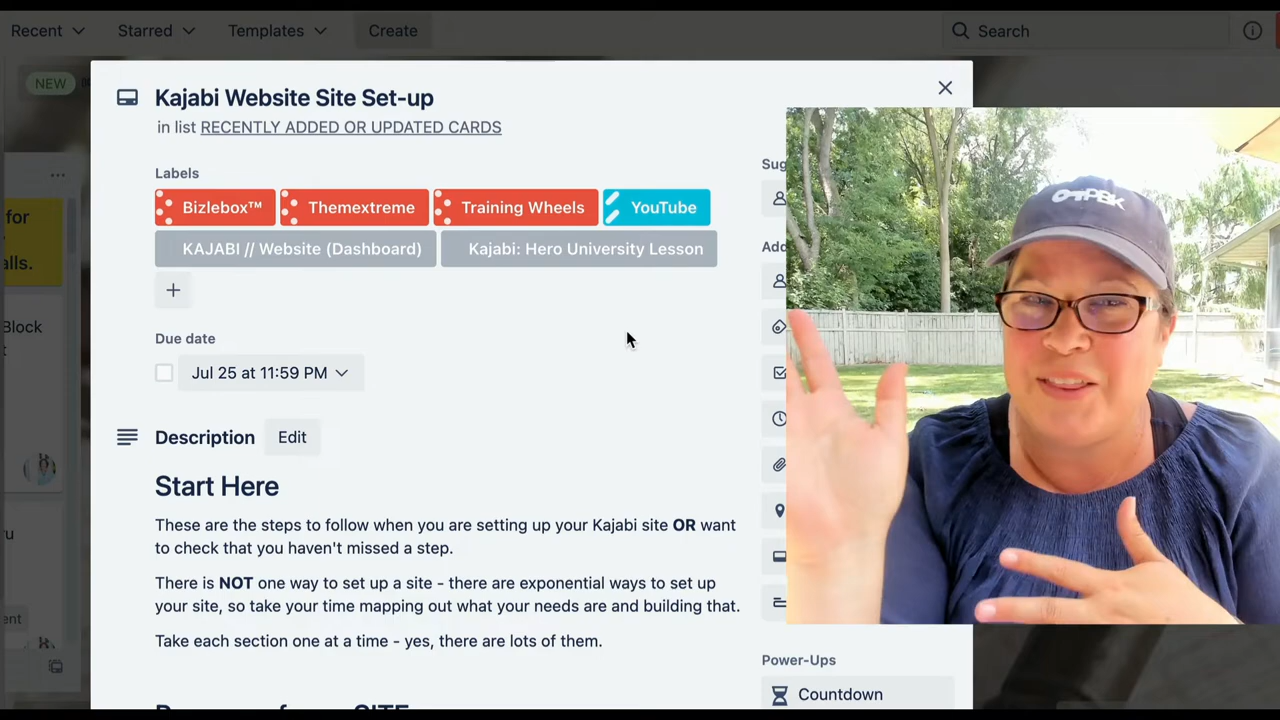 Recent Starred Templates Create Search
NEW
Kajabi Website Site Set-up
in list RECENTLY ADDED OR UPDATED CARDS
Labels
Bizlebox™ Themextreme Training Wheels YouTube
KAJABI // Website (Dashboard) Kajabi: Hero University Lesson
+
for
alls.
Block
Due date
Jul 25 at 11:59 PM
Description Edit
Start Here
These are the steps to follow when you are setting up your Kajabi site OR want
to check that you haven't missed a step.
There is NOT one way to set up a site - there are exponential ways to set up
your site, so take your time mapping out what your needs are and building that.
Take each section one at a time - yes, there are lots of them.
Sug
Add
Power-Ups
Countdown